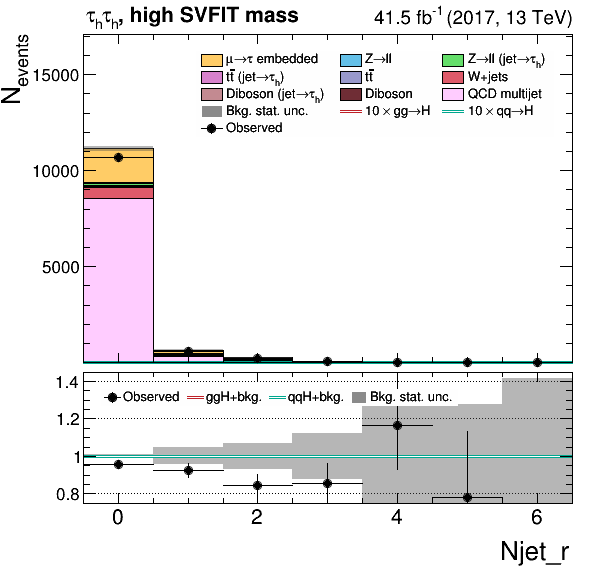 τhτh, high SVFIT mass 41.5 fb⁻¹ (2017, 13 TeV)
Nevents
15000
10000
5000
μ→τ embedded Z→ll Z→ll (jet→τh)
tt̄ (jet→τh) tt̄ W+jets
Diboson (jet→τh) Diboson QCD multijet
Bkg. stat. unc. 10 × gg→H 10 × qq→H
Observed
1.4
1.2
1
0.8
Observed ggH+bkg. qqH+bkg. Bkg. stat. unc.
0 2 4 6
Njet_r